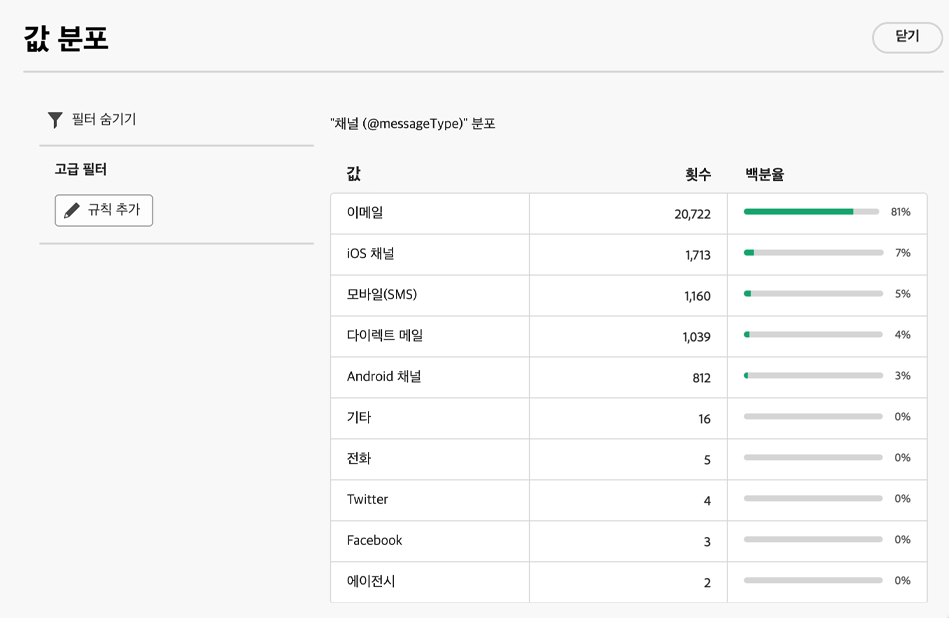 값 분포
닫기
필터 숨기기
고급 필터
규칙 추가
"채널 (@messageType)" 분포
값 횟수 백분율
이메일 20,722 81%
iOS 채널 1,713 7%
모바일(SMS) 1,160 5%
다이렉트 메일 1,039 4%
Android 채널 812 3%
기타 16 0%
전화 5 0%
Twitter 4 0%
Facebook 3 0%
에이전시 2 0%